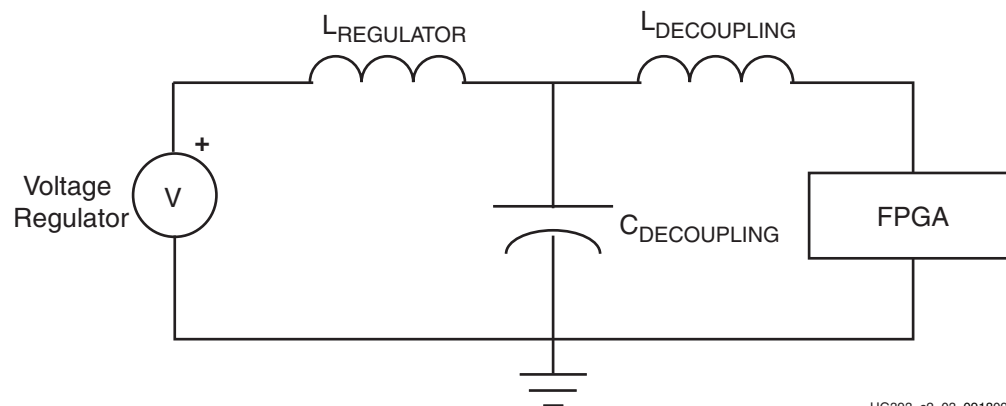 LREGULATOR
LDECOUPLING
+
Voltage
Regulator
V
CDECOUPLING
FPGA